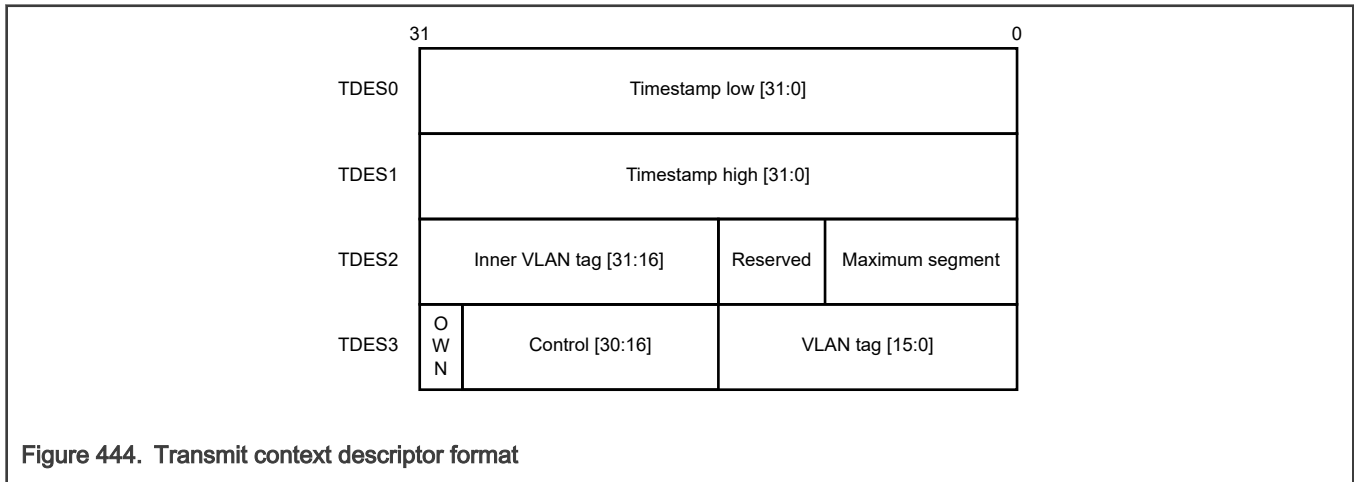 31 0
TDES0 Timestamp low [31:0]
TDES1 Timestamp high [31:0]
TDES2 Inner VLAN tag [31:16] Reserved Maximum segment
TDES3 OWN Control [30:16] VLAN tag [15:0]
Figure 444. Transmit context descriptor format